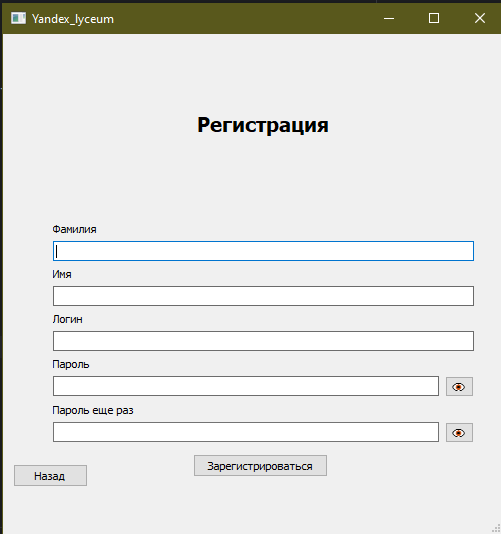 Yandex_lyceum
Регистрация
Фамилия
Имя
Логин
Пароль
Пароль еще раз
Зарегистрироваться
Назад